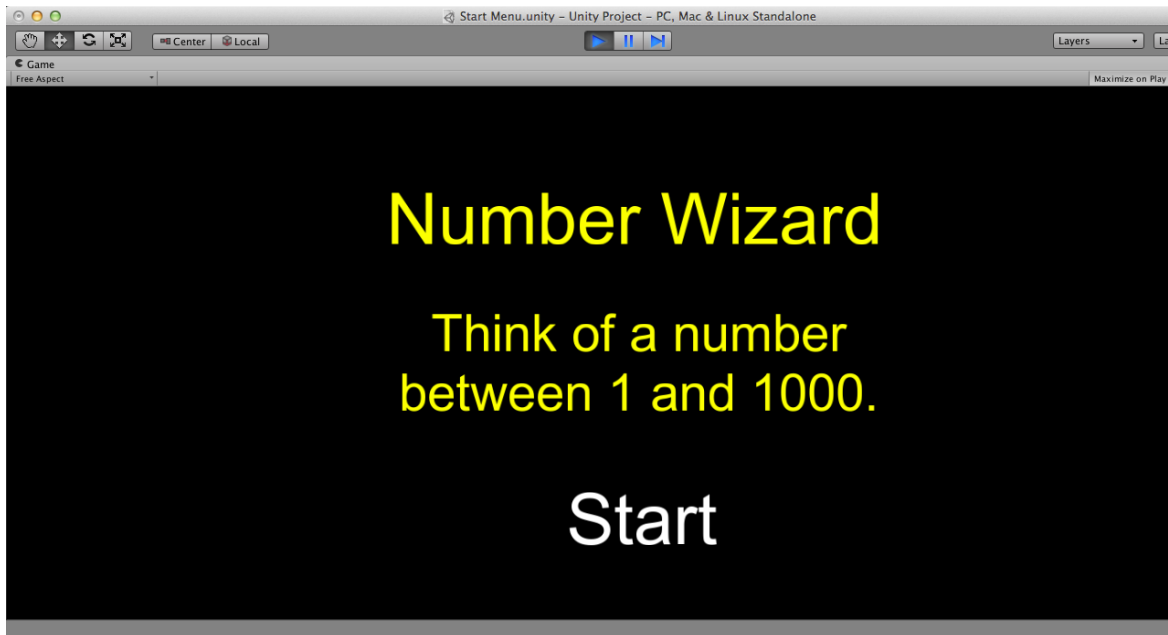 Start Menu.unity – Unity Project – PC, Mac & Linux Standalone
Center Local Layers
Game
Free Aspect Maximize on Play
Number Wizard
Think of a number
between 1 and 1000.
Start